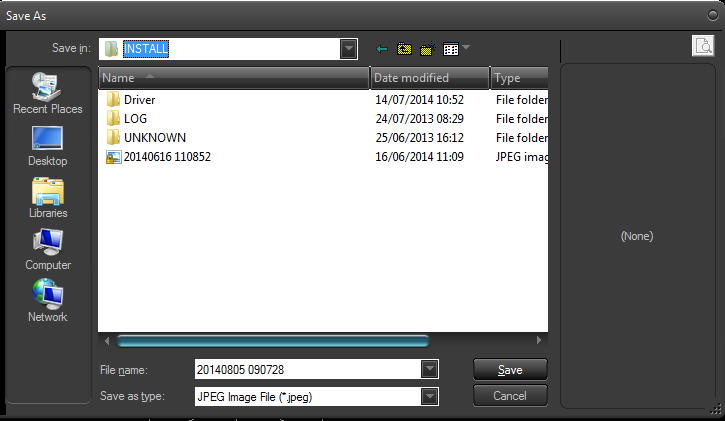 Save As
Save in:
INSTALL
Recent Places
Desktop
Libraries
Computer
Network
Name Date modified Type
Driver 14/07/2014 10:52 File folder
LOG 24/07/2013 08:29 File folder
UNKNOWN 25/06/2013 16:12 File folder
20140616 110852 16/06/2014 11:09 JPEG imag
(None)
File name: 20140805 090728 Save
Save as type: JPEG Image File (*.jpeg) Cancel